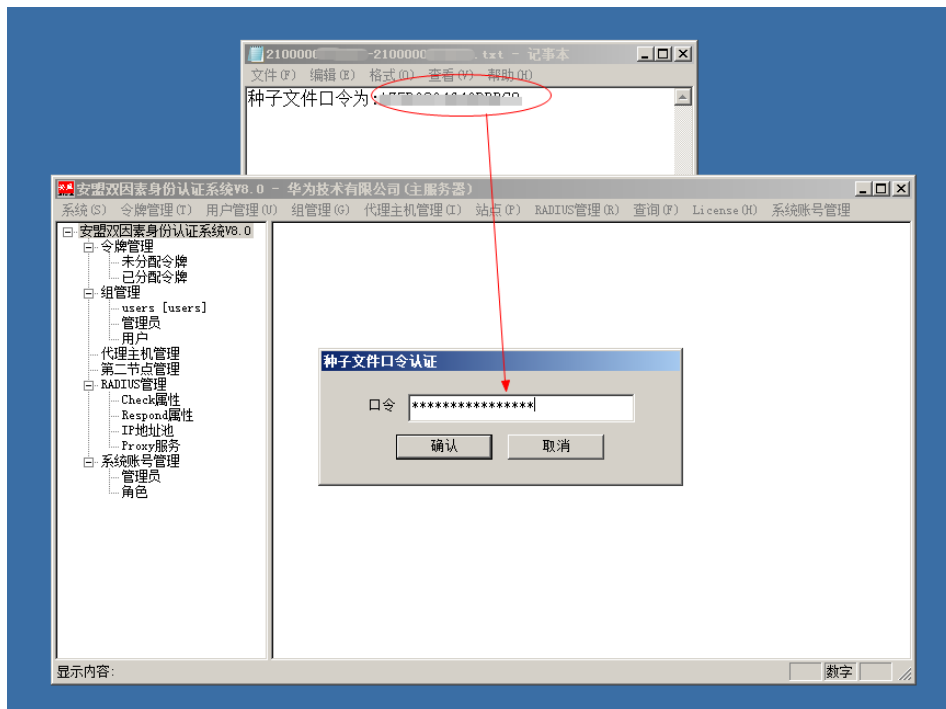 2100000 -2100000 .txt - 记事本
文件(F) 编辑(E) 格式(O) 查看(V) 帮助(H)
种子文件口令为:
安盟双因素身份认证系统V8.0 - 华为技术有限公司(主服务器)
系统(S) 令牌管理(T) 用户管理(U) 组管理(G) 代理主机管理(I) 站点(P) RADIUS管理(R) 查询(F) License(H) 系统账号管理
安盟双因素身份认证系统V8.0
令牌管理
未分配令牌
已分配令牌
组管理
users [users]
管理员
用户
代理主机管理
第二节点管理
RADIUS管理
Check属性
Respond属性
IP地址池
Proxy服务
系统账号管理
管理员
角色
种子文件口令认证
口令 ****************
确认 取消
显示内容:
数字